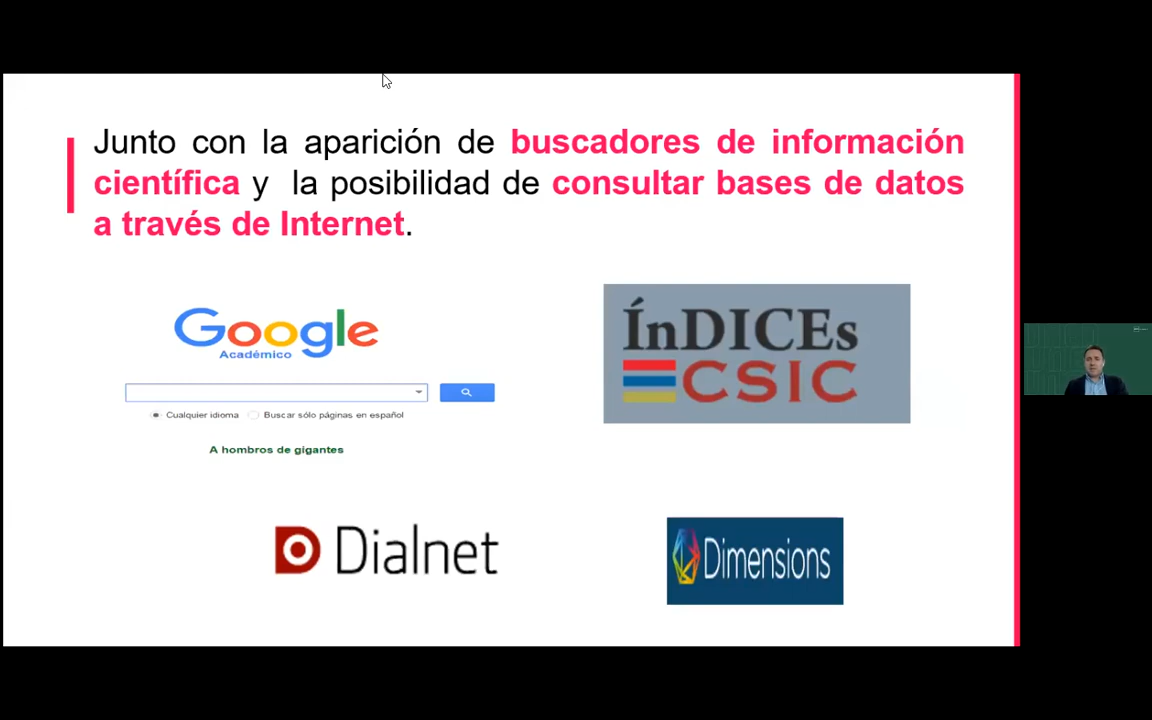 Junto con la aparición de buscadores de información
científica y la posibilidad de consultar bases de datos
a través de Internet.
Google
Académico
Cualquier idioma Buscar sólo páginas en español
A hombros de gigantes
ÍnDICEs
CSIC
Dialnet
Dimensions